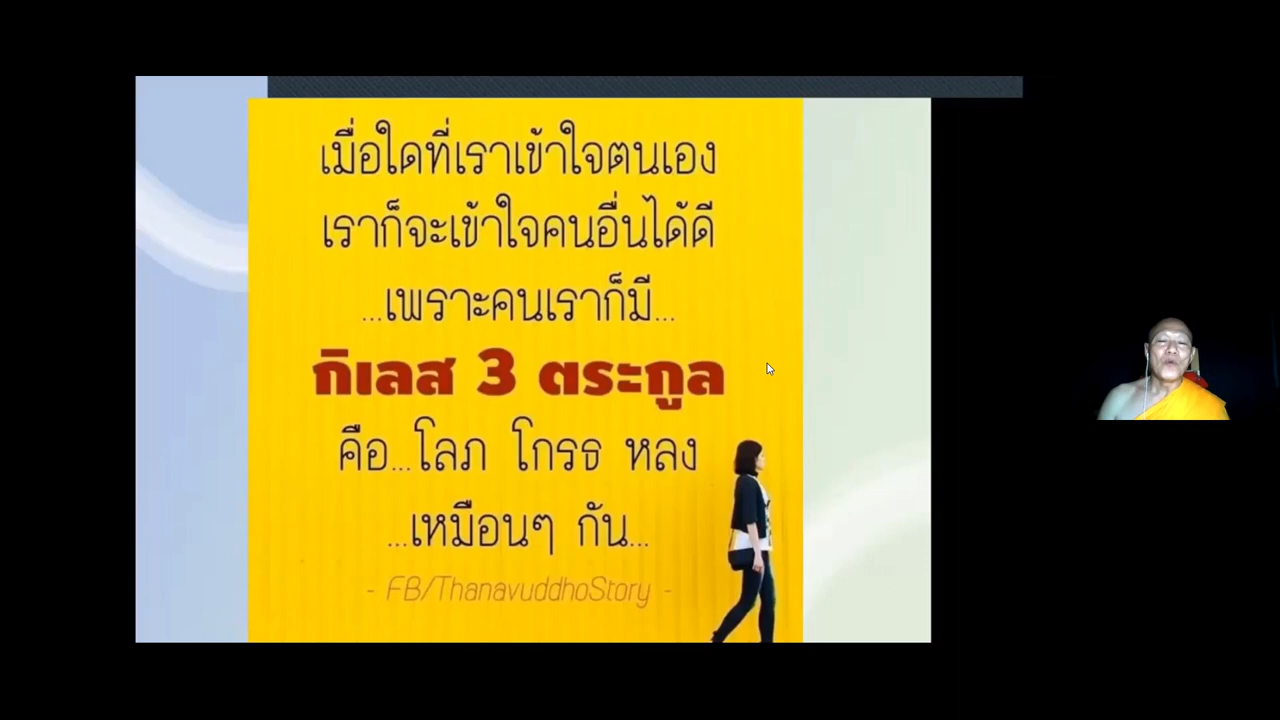 เมื่อใดที่เราเข้าใจตนเอง
เราก็จะเข้าใจคนอื่นได้ดี
...เพราะคนเราก็มี...
กิเลส 3 ตระกูล
คือ...โลภ โกรธ หลง
...เหมือนๆ กัน...
- FB/ThanavuddhoStory -